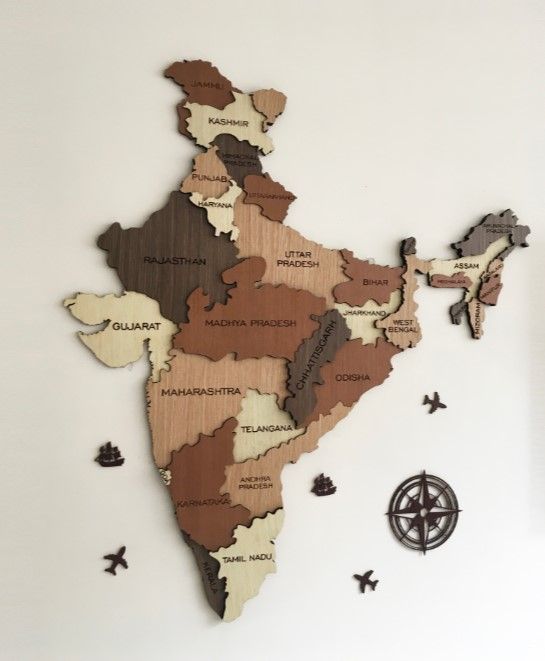 JAMMU
KASHMIR
HIMACHAL
PRADESH
PUNJAB
UTTARAKHAND
HARYANA
RAJASTHAN
UTTAR
PRADESH
ARUNACHAL
PRADESH
ASSAM
MEGHALAYA
BIHAR
GUJARAT
MADHYA PRADESH
JHARKHAND
WEST
BENGAL
MIZORAM
CHHATTISGARH
ODISHA
MAHARASHTRA
TELANGANA
ANDHRA
PRADESH
KARNATAKA
TAMIL NADU
KERALA